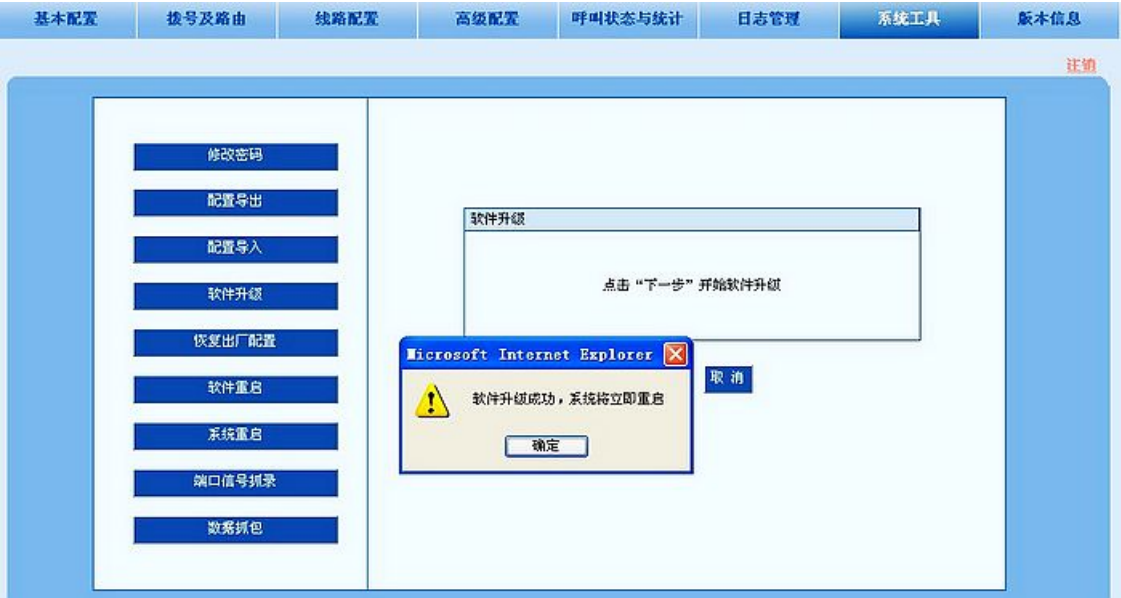 基本配置 拨号及路由 线路配置 高级配置 呼叫状态与统计 日志管理 系统工具 版本信息
注销
修改密码
配置导出
配置导入
软件升级
恢复出厂配置
软件重启
系统重启
端口信号抓录
数据抓包
软件升级
点击“下一步”开始软件升级
取 消
Microsoft Internet Explorer
软件升级成功，系统将立即重启
确定